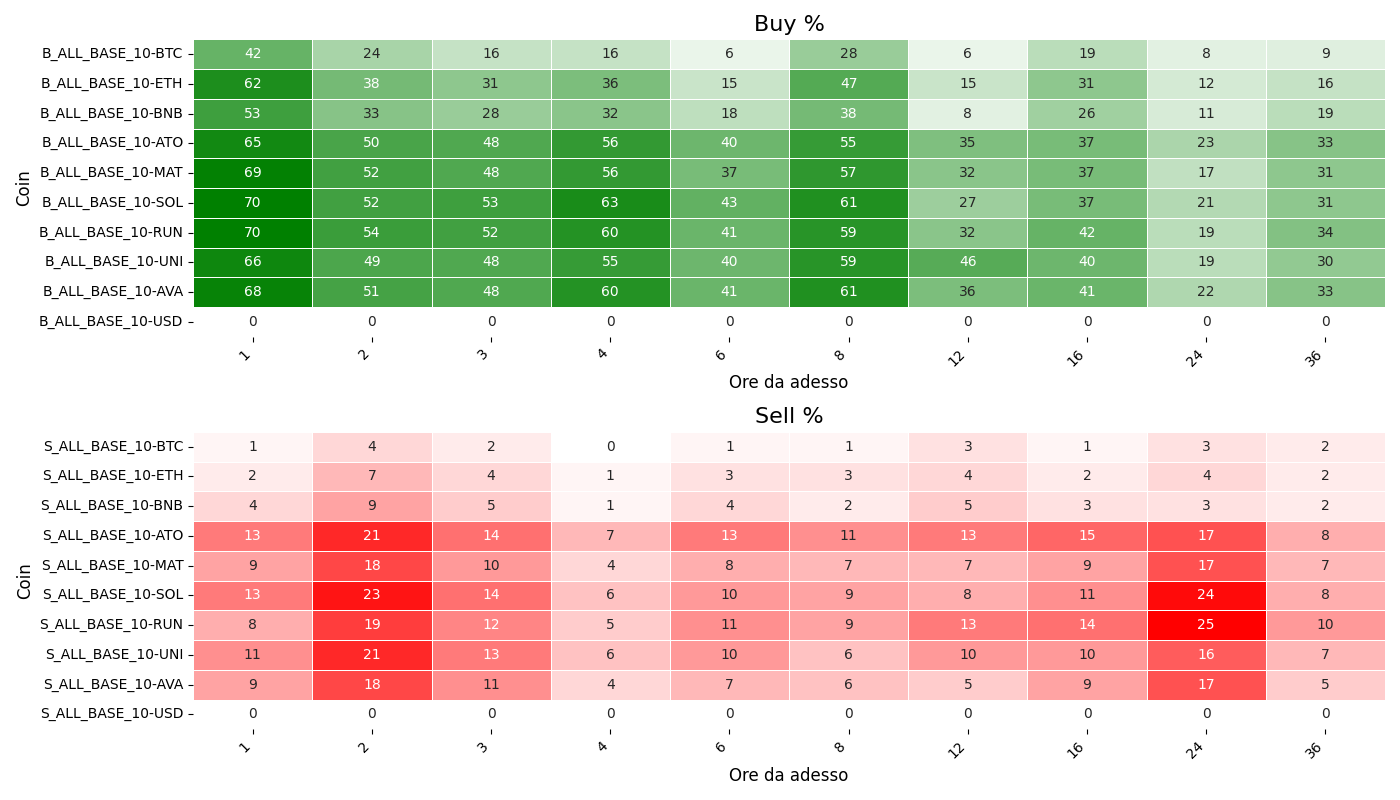 Buy %
Coin
B_ALL_BASE_10-BTC 42 24 16 16 6 28 6 19 8 9
B_ALL_BASE_10-ETH 62 38 31 36 15 47 15 31 12 16
B_ALL_BASE_10-BNB 53 33 28 32 18 38 8 26 11 19
B_ALL_BASE_10-ATO 65 50 48 56 40 55 35 37 23 33
B_ALL_BASE_10-MAT 69 52 48 56 37 57 32 37 17 31
B_ALL_BASE_10-SOL 70 52 53 63 43 61 27 37 21 31
B_ALL_BASE_10-RUN 70 54 52 60 41 59 32 42 19 34
B_ALL_BASE_10-UNI 66 49 48 55 40 59 46 40 19 30
B_ALL_BASE_10-AVA 68 51 48 60 41 61 36 41 22 33
B_ALL_BASE_10-USD 0 0 0 0 0 0 0 0 0 0
1 2 3 4 6 8 12 16 24 36
Ore da adesso
Sell %
Coin
S_ALL_BASE_10-BTC 1 4 2 0 1 1 3 1 3 2
S_ALL_BASE_10-ETH 2 7 4 1 3 3 4 2 4 2
S_ALL_BASE_10-BNB 4 9 5 1 4 2 5 3 3 2
S_ALL_BASE_10-ATO 13 21 14 7 13 11 13 15 17 8
S_ALL_BASE_10-MAT 9 18 10 4 8 7 7 9 17 7
S_ALL_BASE_10-SOL 13 23 14 6 10 9 8 11 24 8
S_ALL_BASE_10-RUN 8 19 12 5 11 9 13 14 25 10
S_ALL_BASE_10-UNI 11 21 13 6 10 6 10 10 16 7
S_ALL_BASE_10-AVA 9 18 11 4 7 6 5 9 17 5
S_ALL_BASE_10-USD 0 0 0 0 0 0 0 0 0 0
1 2 3 4 6 8 12 16 24 36
Ore da adesso